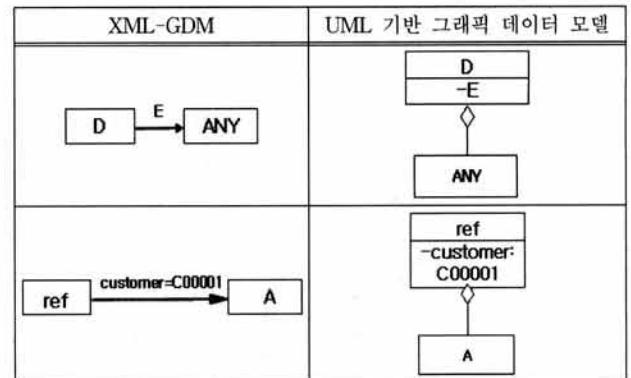 XML-GDM
UML 기반 그래픽 데이터 모델
D
E
ANY
D
-E
ANY
ref
customer=C00001
A
ref
-customer:
C00001
A